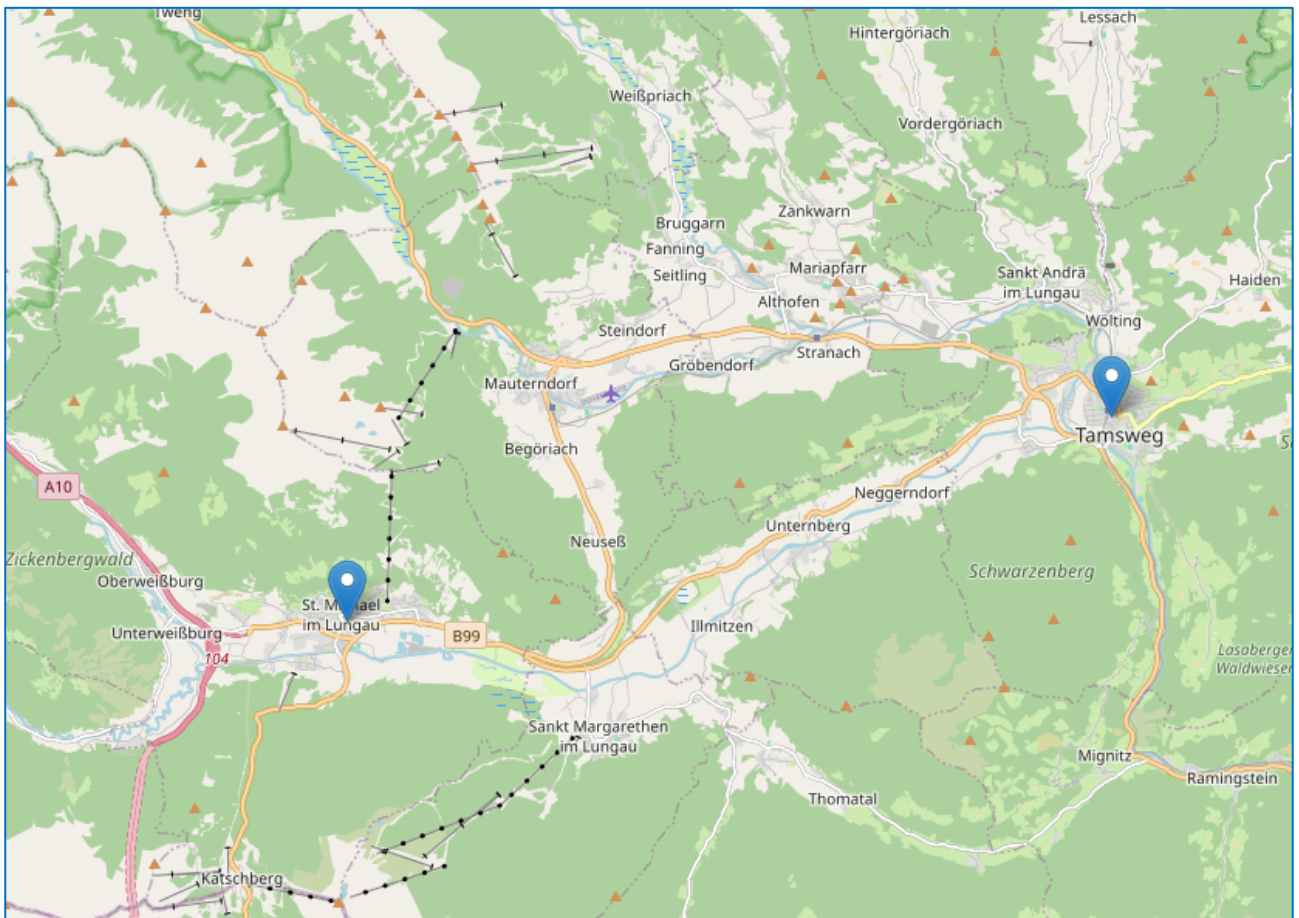 Tweng
Lessach
Hintergöriach
Weißpriach
Vordergöriach
Zankwarn
Bruggarn
Fanning
Seitling
Mariapfarr
Sankt Andrä
im Lungau
Haiden
Althofen
Wölting
Steindorf
Stranach
Gröbendorf
Mauterndorf
Tamsweg
Begöriach
A10
Neggerndorf
Unternberg
Neuseß
Zickenbergwald
Schwarzenberg
Oberweißburg
St. Michael
im Lungau
Unterweißburg
B99
Illmitzen
104
Lasaberger
Waldwiesen
Sankt Margarethen
im Lungau
Mignitz
Ramingstein
Thomatal
Katschberg